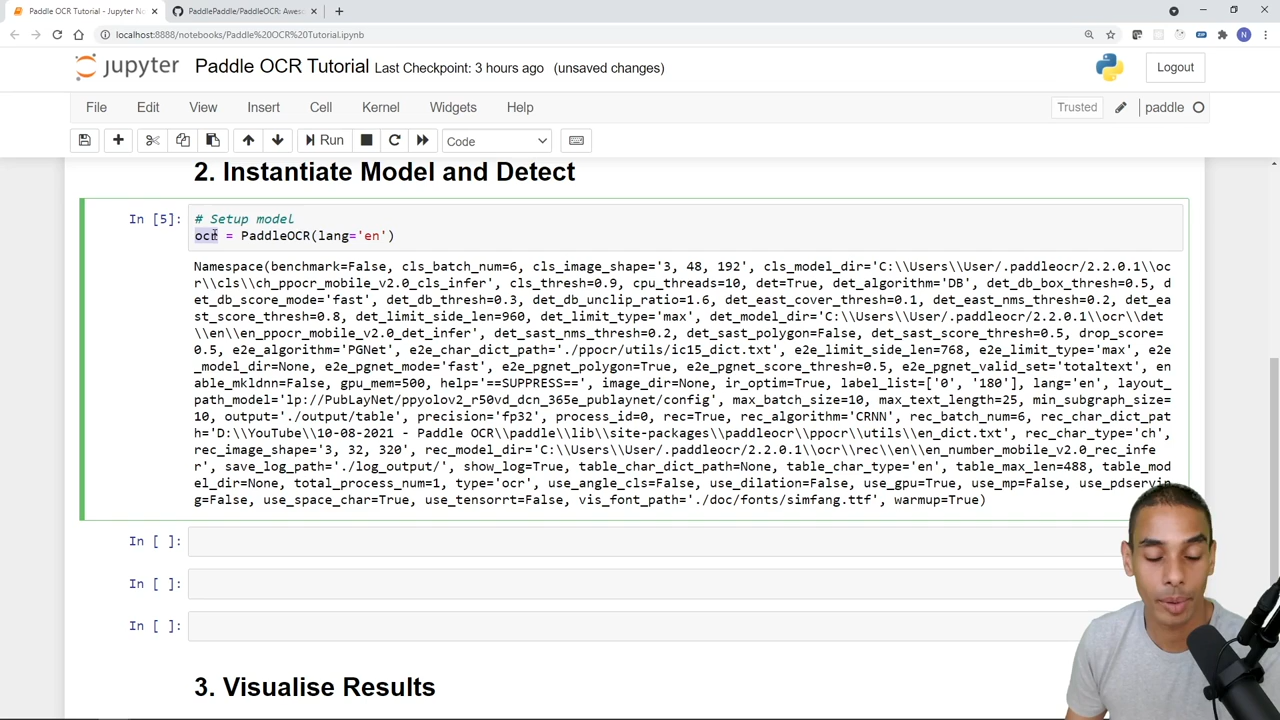 Paddle OCR Tutorial - Jupyter No
PaddlePaddle/PaddleOCR: Awes
localhost:8888/notebooks/Paddle%20OCR%20Tutorial.ipynb
N
jupyter Paddle OCR Tutorial Last Checkpoint: 3 hours ago (unsaved changes)
Logout
File Edit View Insert Cell Kernel Widgets Help
Trusted
paddle
Run
Code
2. Instantiate Model and Detect
In [5]: # Setup model
ocr = PaddleOCR(lang='en')
Namespace(benchmark=False, cls_batch_num=6, cls_image_shape='3, 48, 192', cls_model_dir='C:\\Users\\User/.paddleocr/2.2.0.1\\oc
r\\cls\\ch_ppocr_mobile_v2.0_cls_infer', cls_thresh=0.9, cpu_threads=10, det=True, det_algorithm='DB', det_db_box_thresh=0.5, d
et_db_score_mode='fast', det_db_thresh=0.3, det_db_unclip_ratio=1.6, det_east_cover_thresh=0.1, det_east_nms_thresh=0.2, det_ea
st_score_thresh=0.8, det_limit_side_len=960, det_limit_type='max', det_model_dir='C:\\Users\\User/.paddleocr/2.2.0.1\\ocr\\det
\\en\\en_ppocr_mobile_v2.0_det_infer', det_sast_nms_thresh=0.2, det_sast_polygon=False, det_sast_score_thresh=0.5, drop_score=
0.5, e2e_algorithm='PGNet', e2e_char_dict_path='./ppocr/utils/ic15_dict.txt', e2e_limit_side_len=768, e2e_limit_type='max', e2e
_model_dir=None, e2e_pgnet_mode='fast', e2e_pgnet_polygon=True, e2e_pgnet_score_thresh=0.5, e2e_pgnet_valid_set='totaltext', en
able_mkldnn=False, gpu_mem=500, help='==SUPPRESS==', image_dir=None, ir_optim=True, label_list=['0', '180'], lang='en', layout_
path_model='lp://PubLayNet/ppyolov2_r50vd_dcn_365e_publaynet/config', max_batch_size=10, max_text_length=25, min_subgraph_size=
10, output='./output/table', precision='fp32', process_id=0, rec=True, rec_algorithm='CRNN', rec_batch_num=6, rec_char_dict_pat
h='D:\\YouTube\\10-08-2021 - Paddle OCR\\paddle\\lib\\site-packages\\paddleocr\\ppocr\\utils\\en_dict.txt', rec_char_type='ch',
rec_image_shape='3, 32, 320', rec_model_dir='C:\\Users\\User/.paddleocr/2.2.0.1\\ocr\\rec\\en\\en_number_mobile_v2.0_rec_infe
r', save_log_path='./log_output/', show_log=True, table_char_dict_path=None, table_char_type='en', table_max_len=488, table_mod
el_dir=None, total_process_num=1, type='ocr', use_angle_cls=False, use_dilation=False, use_gpu=True, use_mp=False, use_pdservin
g=False, use_space_char=True, use_tensorrt=False, vis_font_path='./doc/fonts/simfang.ttf', warmup=True)
In [ ]:
In [ ]:
In [ ]:
3. Visualise Results